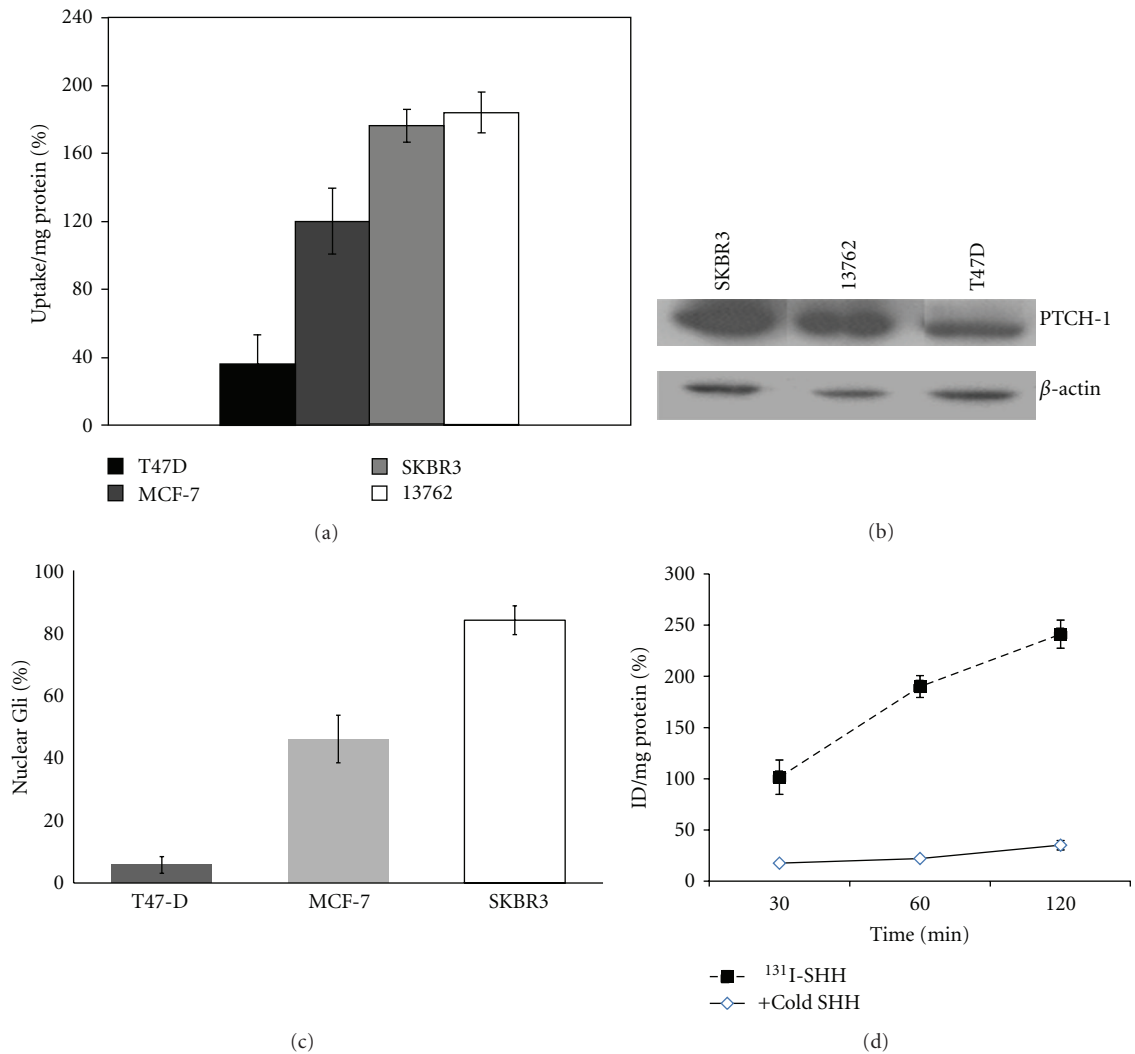 240
200
160
120
80
40
0
Uptake/mg protein (%)
T47D
MCF-7
SKBR3
13762
(a)
SKBR3
13762
T47D
PTCH-1
β-actin
(b)
100
80
60
40
20
0
Nuclear Gli (%)
T47-D
MCF-7
SKBR3
(c)
300
250
200
150
100
50
0
ID/mg protein (%)
30
60
120
Time (min)
¹³¹I-SHH
+Cold SHH
(d)